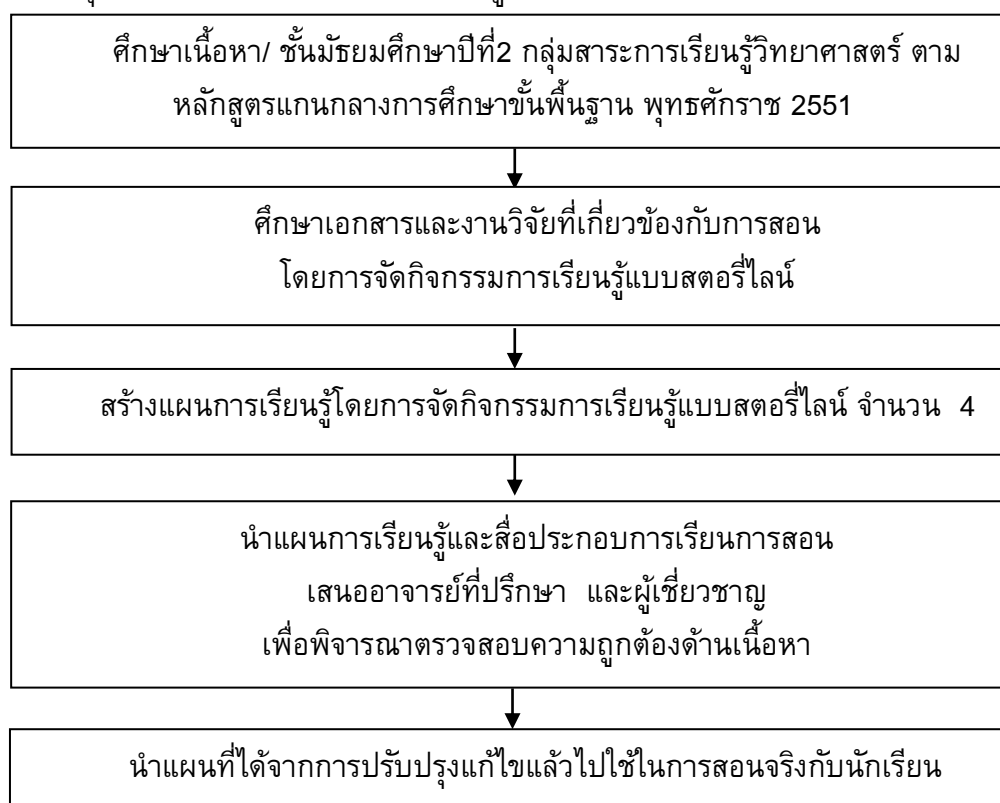 ศึกษาเนื้อหา/ ชั้นมัธยมศึกษาปีที่2 กลุ่มสาระการเรียนรู้วิทยาศาสตร์ ตาม
หลักสูตรแกนกลางการศึกษาขั้นพื้นฐาน พุทธศักราช 2551
ศึกษาเอกสารและงานวิจัยที่เกี่ยวข้องกับการสอน
โดยการจัดกิจกรรมการเรียนรู้แบบสตอรี่ไลน์
สร้างแผนการเรียนรู้โดยการจัดกิจกรรมการเรียนรู้แบบสตอรี่ไลน์ จำนวน 4
นำแผนการเรียนรู้และสื่อประกอบการเรียนการสอน
เสนออาจารย์ที่ปรึกษา และผู้เชี่ยวชาญ
เพื่อพิจารณาตรวจสอบความถูกต้องด้านเนื้อหา
นำแผนที่ได้จากการปรับปรุงแก้ไขแล้วไปใช้ในการสอนจริงกับนักเรียน